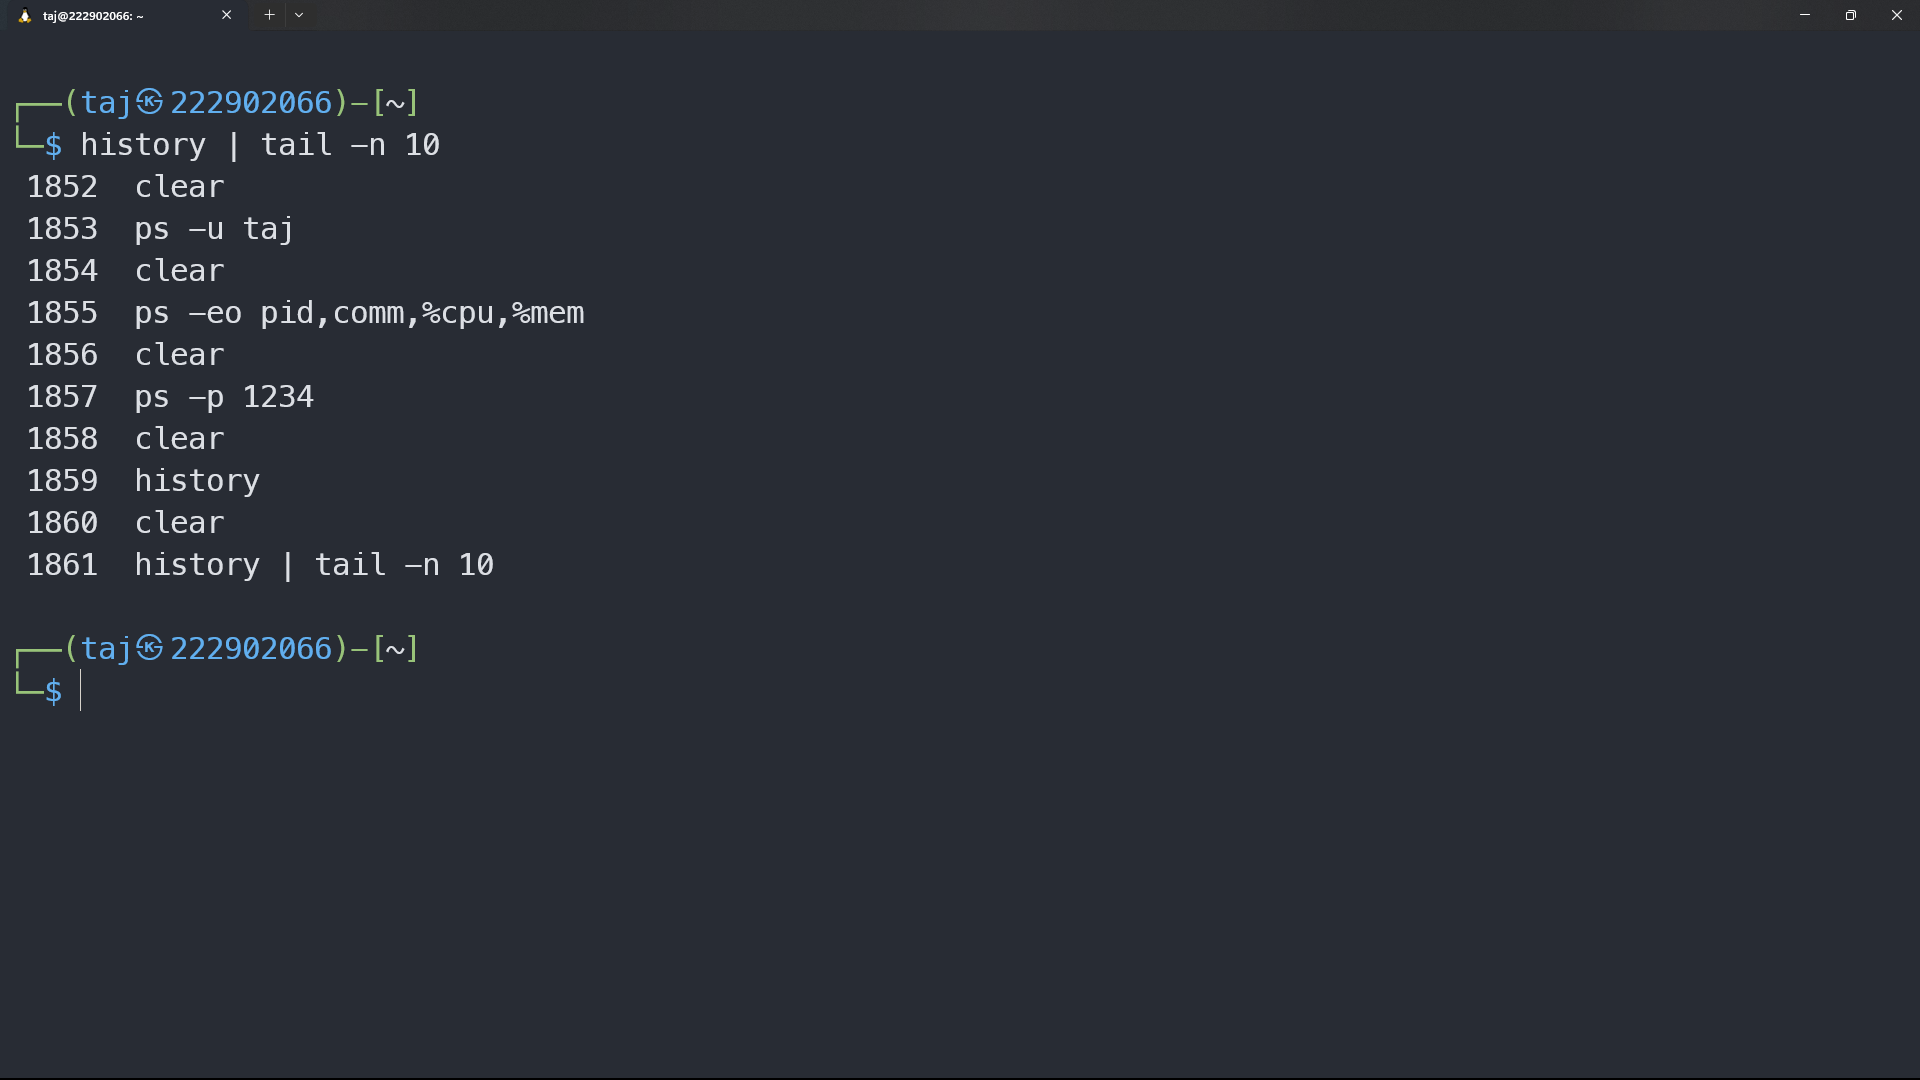 taj@222902066: ~
┌──(taj㉿222902066)-[~]
└─$ history | tail -n 10
1852  clear
1853  ps -u taj
1854  clear
1855  ps -eo pid,comm,%cpu,%mem
1856  clear
1857  ps -p 1234
1858  clear
1859  history
1860  clear
1861  history | tail -n 10
┌──(taj㉿222902066)-[~]
└─$